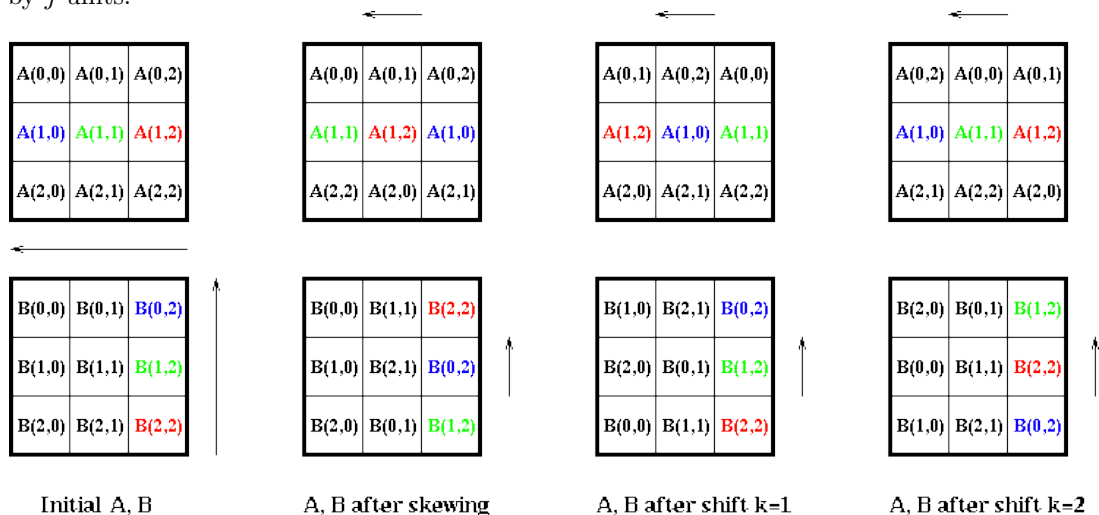 by j units.
A(0,0) A(0,1) A(0,2) A(0,0) A(0,1) A(0,2) A(0,1) A(0,2) A(0,0) A(0,2) A(0,0) A(0,1)
A(1,0) A(1,1) A(1,2) A(1,1) A(1,2) A(1,0) A(1,2) A(1,0) A(1,1) A(1,0) A(1,1) A(1,2)
A(2,0) A(2,1) A(2,2) A(2,2) A(2,0) A(2,1) A(2,0) A(2,1) A(2,2) A(2,1) A(2,2) A(2,0)
B(0,0) B(0,1) B(0,2) B(0,0) B(1,1) B(2,2) B(1,0) B(2,1) B(0,2) B(2,0) B(0,1) B(1,2)
B(1,0) B(1,1) B(1,2) B(1,0) B(2,1) B(0,2) B(2,0) B(0,1) B(1,2) B(0,0) B(1,1) B(2,2)
B(2,0) B(2,1) B(2,2) B(2,0) B(0,1) B(1,2) B(0,0) B(1,1) B(2,2) B(1,0) B(2,1) B(0,2)
Initial A, B A, B after skewing A, B after shift k=1 A, B after shift k=2